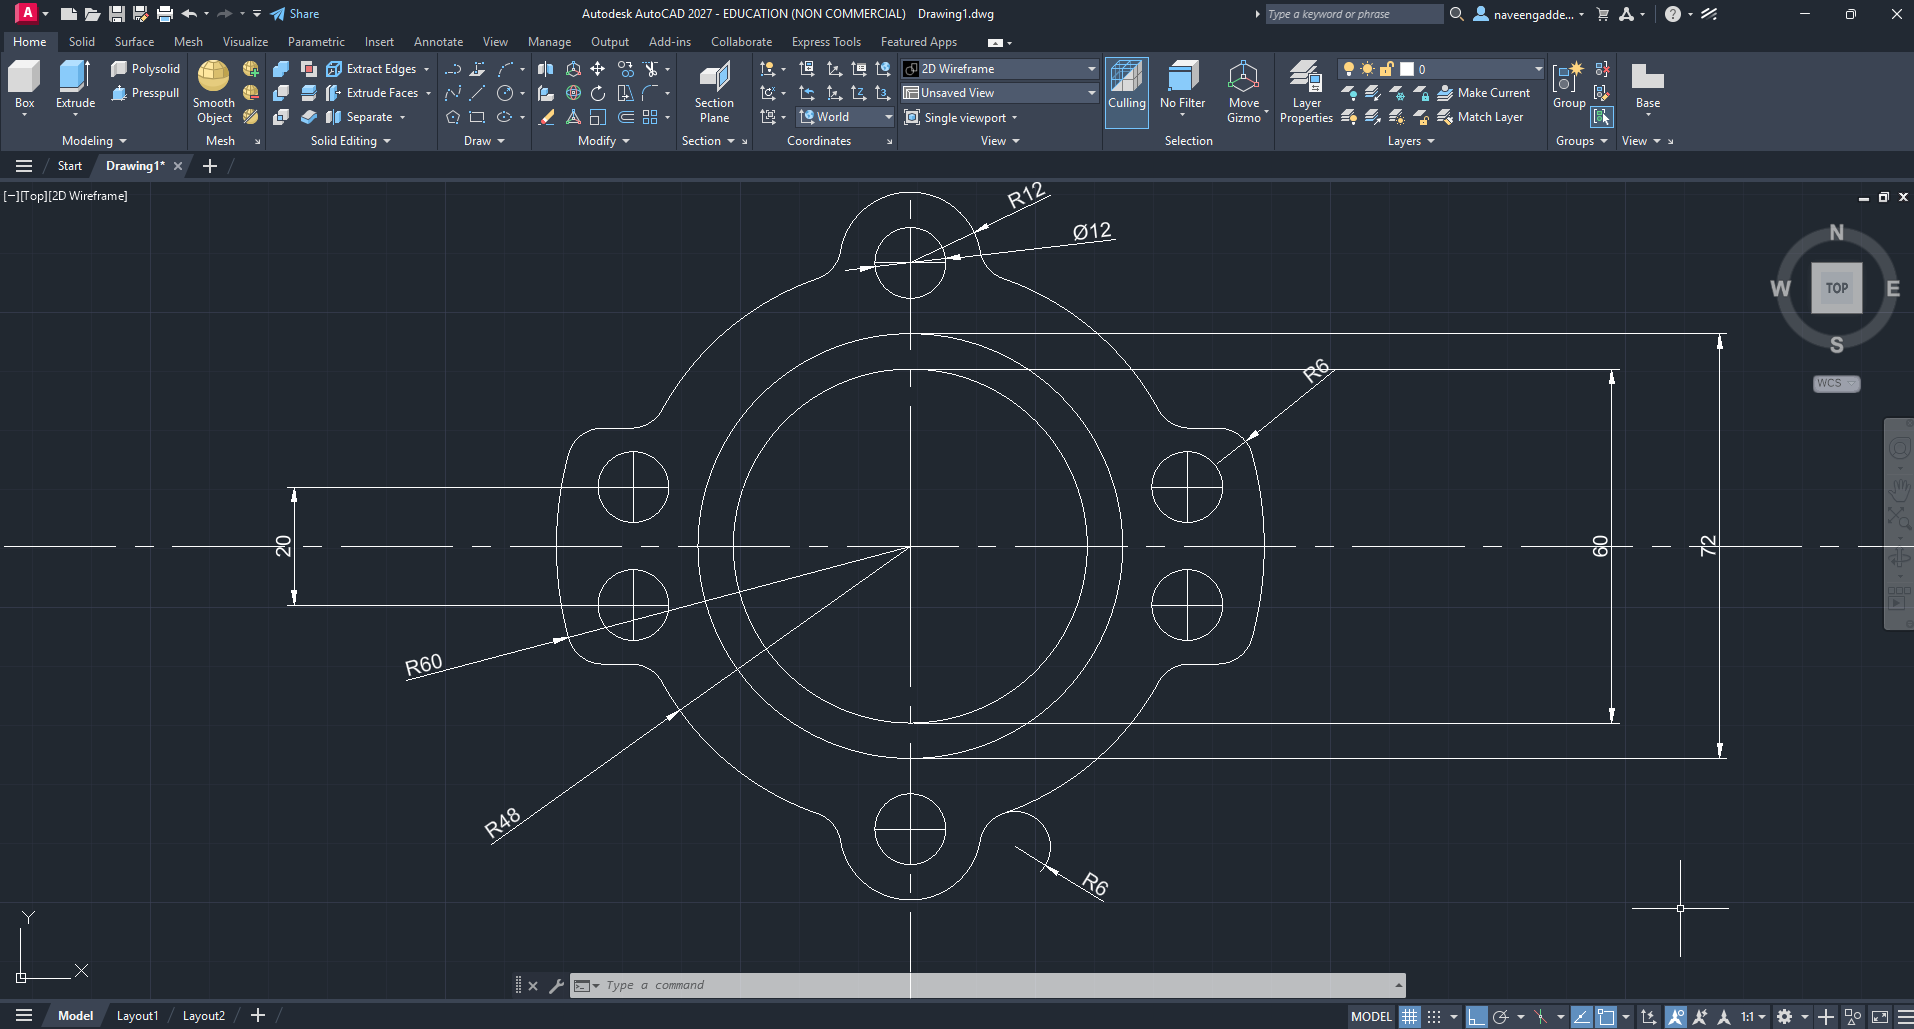 A Share Autodesk AutoCAD 2027 - EDUCATION (NON COMMERCIAL) Drawing1.dwg Type a keyword or phrase naveengadde...
Home Solid Surface Mesh Visualize Parametric Insert Annotate View Manage Output Add-ins Collaborate Express Tools Featured Apps
Box
Extrude
Polysolid
Presspull
Modeling
Smooth
Object
Mesh
Extract Edges
Extrude Faces
Separate
Solid Editing
Draw
Modify
Section
Plane
Section
World
Coordinates
2D Wireframe
Unsaved View
Single viewport
View
Culling
No Filter
Move
Gizmo
Selection
Layer
Properties
0
Make Current
Match Layer
Layers
Group
Groups
Base
View
Start Drawing1*
[−][Top][2D Wireframe]
R12
Ø12
N
W TOP E
S
WCS
R6
20
60
72
R60
R48
R6
Y
X
Type a command
Model Layout1 Layout2
MODEL 1:1